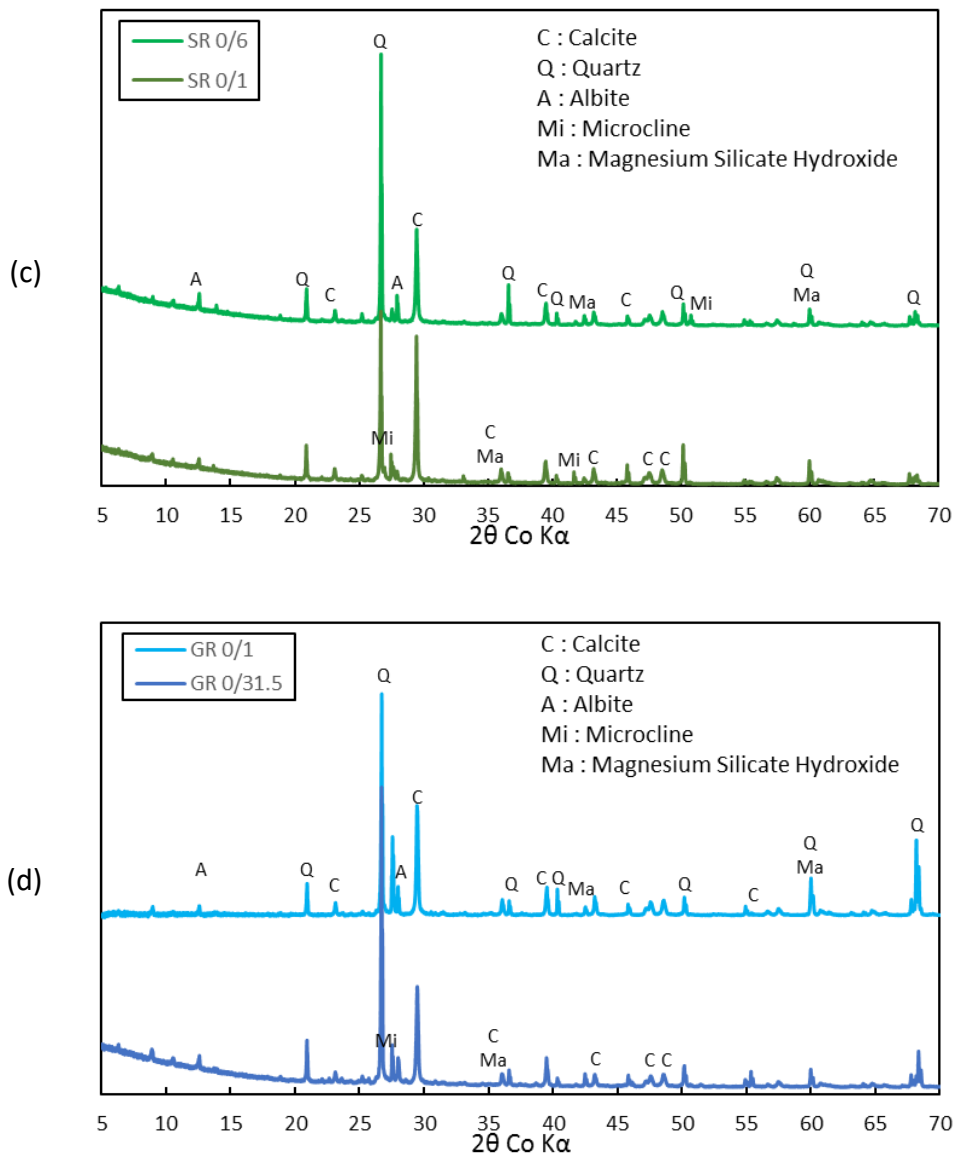 SR 0/6
SR 0/1
C : Calcite
Q : Quartz
A : Albite
Mi : Microcline
Ma : Magnesium Silicate Hydroxide
(c)
Q
C
A
Q
C
A
Q
C
Q
Ma
C
Q
Mi
Q
Ma
Q
Mi
C
Ma
Mi
C
C
C
5 10 15 20 25 30 35 40 45 50 55 60 65 70
2θ Co Kα
GR 0/1
GR 0/31.5
C : Calcite
Q : Quartz
A : Albite
Mi : Microcline
Ma : Magnesium Silicate Hydroxide
(d)
Q
C
A
Q
C
A
Q
C
Q
Ma
C
Q
C
Q
Ma
Q
Mi
C
Ma
C
C
C
5 10 15 20 25 30 35 40 45 50 55 60 65 70
2θ Co Kα